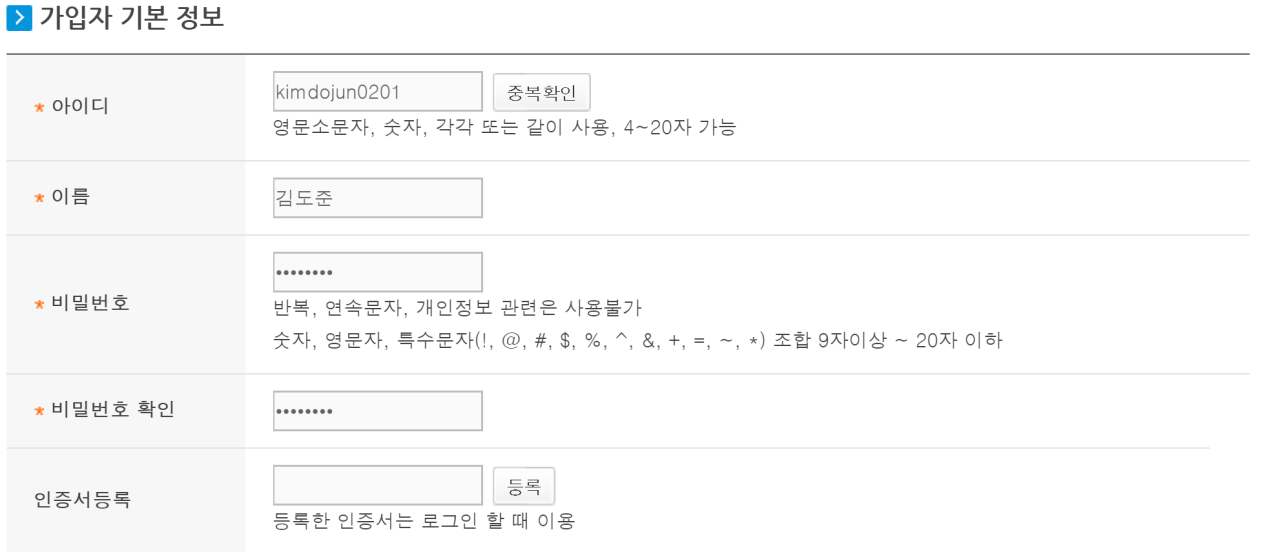 가입자 기본 정보
* 아이디
kimdojun0201
중복확인
영문소문자, 숫자, 각각 또는 같이 사용, 4~20자 가능
* 이름
김도준
* 비밀번호
••••••••
반복, 연속문자, 개인정보 관련은 사용불가
숫자, 영문자, 특수문자(!, @, #, $, %, ^, &, +, =, ~, *) 조합 9자이상 ~ 20자 이하
* 비밀번호 확인
••••••••
인증서등록
등록
등록한 인증서는 로그인 할 때 이용